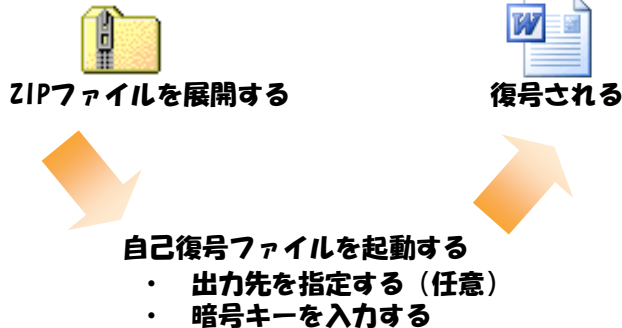 ZIPファイルを展開する
復号される
自己復号ファイルを起動する
・ 出力先を指定する（任意）
・ 暗号キーを入力する